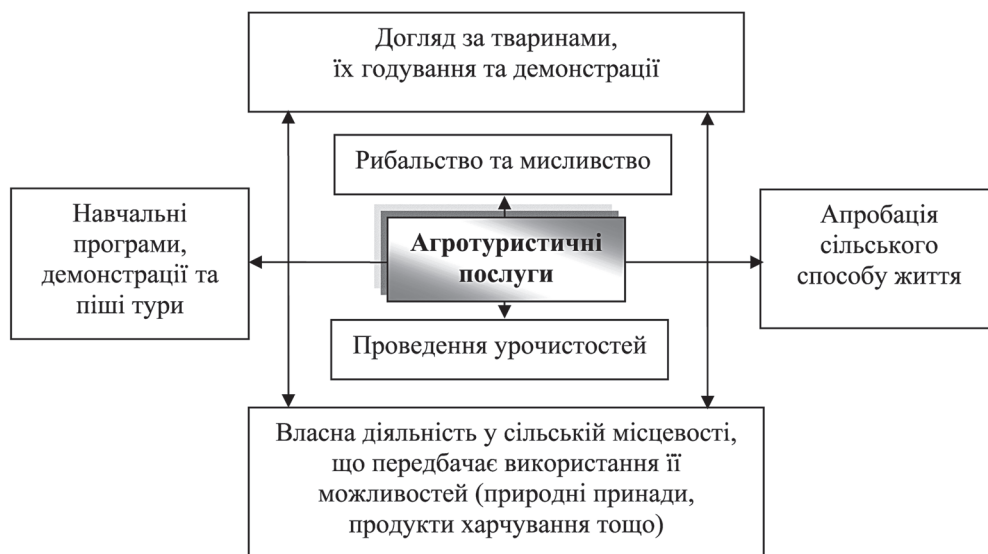 Догляд за тваринами,
їх годування та демонстрації
Рибальство та мисливство
Навчальні
програми,
демонстрації та
піші тури
Агротуристичні
послуги
Апробація
сільського
способу життя
Проведення урочистостей
Власна діяльність у сільській місцевості,
що передбачає використання її
можливостей (природні принади,
продукти харчування тощо)